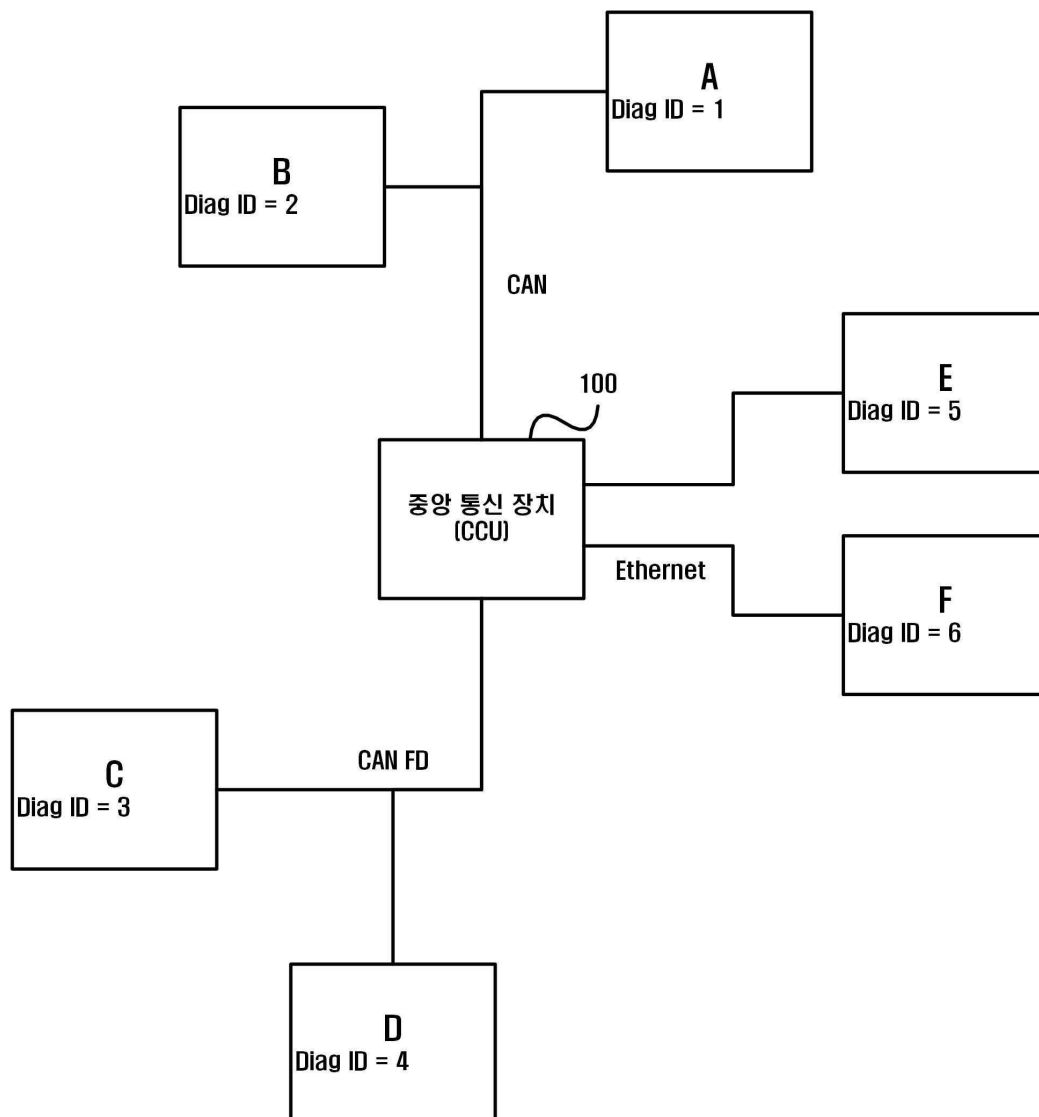 A
Diag ID = 1
B
Diag ID = 2
CAN
100
E
Diag ID = 5
중앙 통신 장치
(CCU)
Ethernet
F
Diag ID = 6
CAN FD
C
Diag ID = 3
D
Diag ID = 4